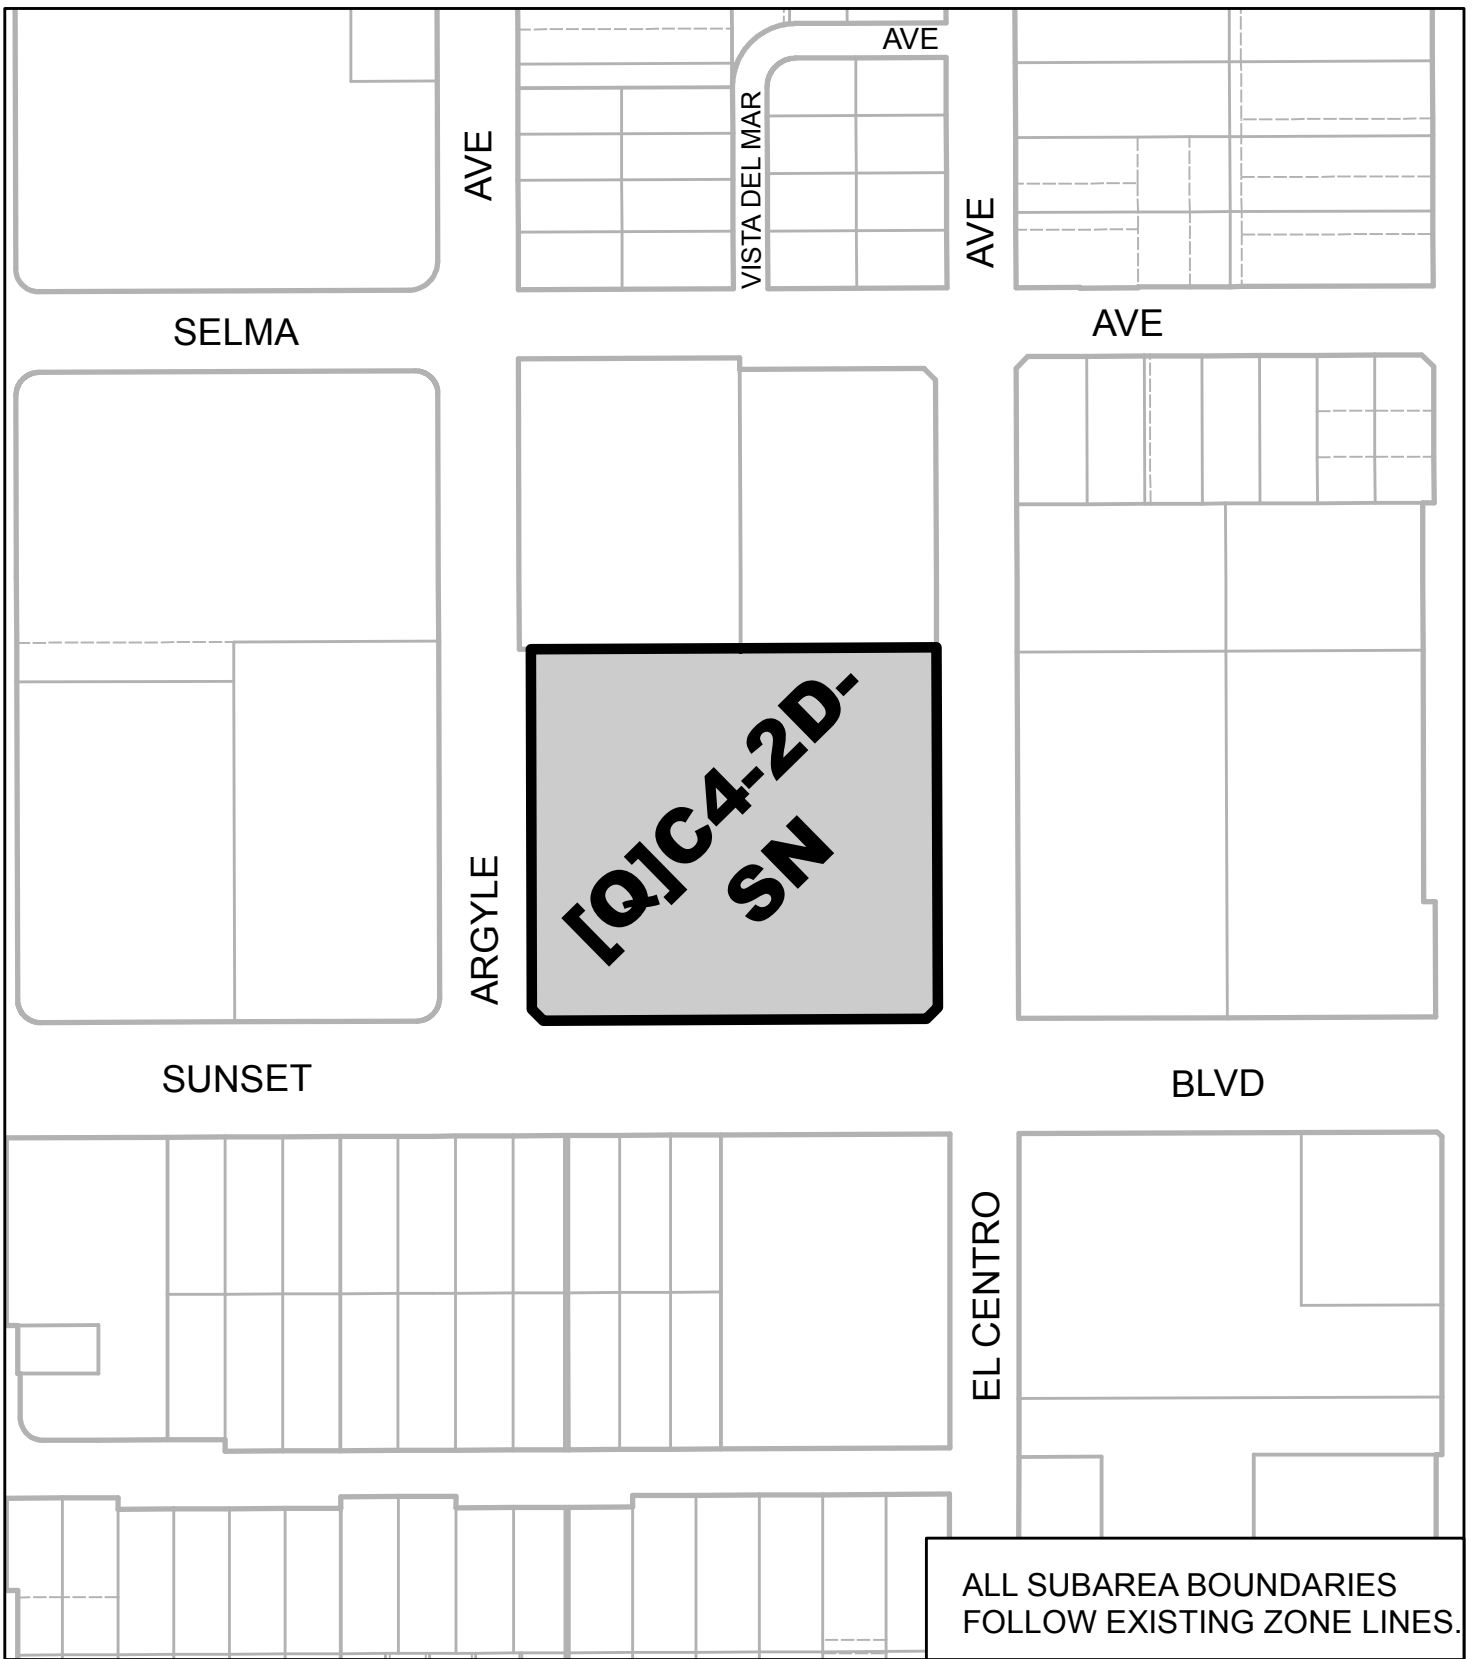 AVE
AVE
VISTA DEL MAR
AVE
SELMA
AVE
[Q]C4-2D-
SN
ARGYLE
SUNSET
BLVD
EL CENTRO
ALL SUBAREA BOUNDARIES
FOLLOW EXISTING ZONE LINES.